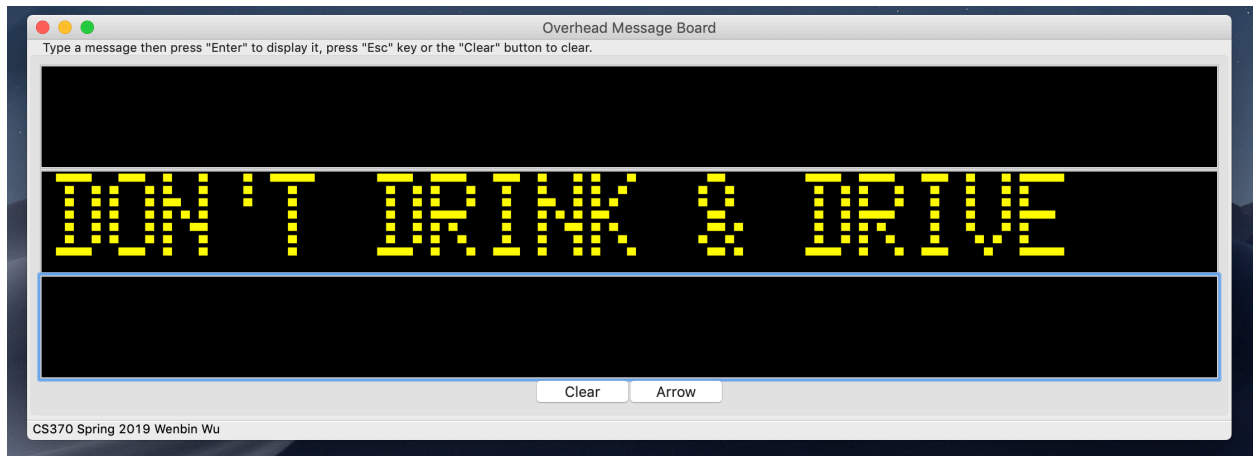 Overhead Message Board
Type a message then press "Enter" to display it, press "Esc" key or the "Clear" button to clear.
DON'T DRINK & DRIVE
Clear Arrow
CS370 Spring 2019 Wenbin Wu